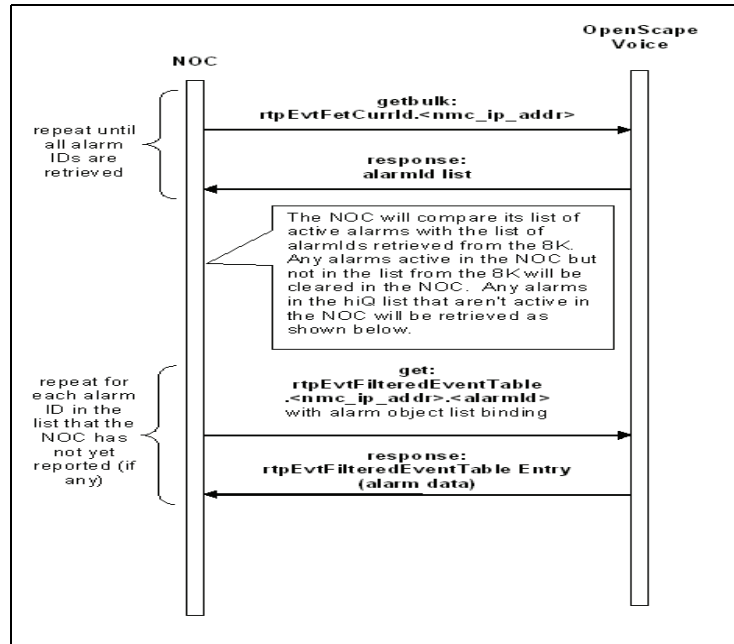 OpenScape
Voice
NOC
getbulk:
rtpEvtFetCurrId.<nmc_ip_addr>
repeat until
all alarm
IDs are
retrieved
response:
alarmId list
The NOC will compare its list of
active alarms with the list of
alarmIds retrieved from the 8K.
Any alarms active in the NOC but
not in the list from the 8K will be
cleared in the NOC. Any alarms
in the hiQ list that aren't active in
the NOC will be retrieved as
shown below.
repeat for
each alarm
ID in the
list that the
NOC has
not yet
reported (if
any)
get:
rtpEvtFilteredEventTable
.<nmc_ip_addr>.<alarmId>
with alarm object list binding
response:
rtpEvtFilteredEventTable Entry
(alarm data)